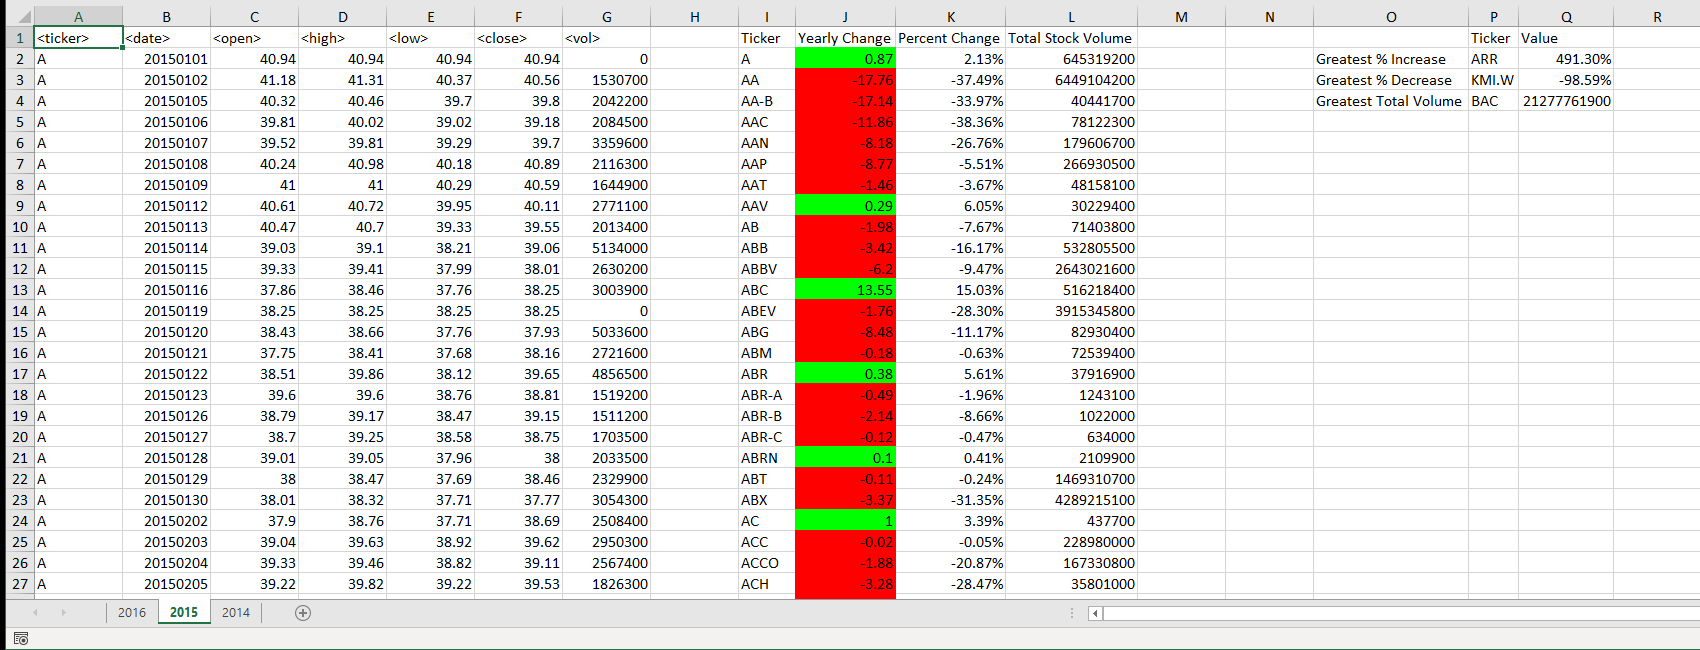 A B C D E F G H I J K L M N O P Q R
1 <ticker> <date> <open> <high> <low> <close> <vol> Ticker Yearly Change Percent Change Total Stock Volume Ticker Value
2 A 20150101 40.94 40.94 40.94 40.94 0 A 0.87 2.13% 645319200 Greatest % Increase ARR 491.30%
3 A 20150102 41.18 41.31 40.37 40.56 1530700 AA -17.76 -37.49% 6449104200 Greatest % Decrease KMI.W -98.59%
4 A 20150105 40.32 40.46 39.7 39.8 2042200 AA-B -17.14 -33.97% 40441700 Greatest Total Volume BAC 21277761900
5 A 20150106 39.81 40.02 39.02 39.18 2084500 AAC -11.86 -38.36% 78122300
6 A 20150107 39.52 39.81 39.29 39.7 3359600 AAN -8.18 -26.76% 179606700
7 A 20150108 40.24 40.98 40.18 40.89 2116300 AAP -8.77 -5.51% 266930500
8 A 20150109 41 41 40.29 40.59 1644900 AAT -1.46 -3.67% 48158100
9 A 20150112 40.61 40.72 39.95 40.11 2771100 AAV 0.29 6.05% 30229400
10 A 20150113 40.47 40.7 39.33 39.55 2013400 AB -1.98 -7.67% 71403800
11 A 20150114 39.03 39.1 38.21 39.06 5134000 ABB -3.42 -16.17% 532805500
12 A 20150115 39.33 39.41 37.99 38.01 2630200 ABBV -6.2 -9.47% 2643021600
13 A 20150116 37.86 38.46 37.76 38.25 3003900 ABC 13.55 15.03% 516218400
14 A 20150119 38.25 38.25 38.25 38.25 0 ABEV -1.76 -28.30% 3915345800
15 A 20150120 38.43 38.66 37.76 37.93 5033600 ABG -8.48 -11.17% 82930400
16 A 20150121 37.75 38.41 37.68 38.16 2721600 ABM -0.18 -0.63% 72539400
17 A 20150122 38.51 39.86 38.12 39.65 4856500 ABR 0.38 5.61% 37916900
18 A 20150123 39.6 39.6 38.76 38.81 1519200 ABR-A -0.49 -1.96% 1243100
19 A 20150126 38.79 39.17 38.47 39.15 1511200 ABR-B -2.14 -8.66% 1022000
20 A 20150127 38.7 39.25 38.58 38.75 1703500 ABR-C -0.12 -0.47% 634000
21 A 20150128 39.01 39.05 37.96 38 2033500 ABRN 0.1 0.41% 2109900
22 A 20150129 38 38.47 37.69 38.46 2329900 ABT -0.11 -0.24% 1469310700
23 A 20150130 38.01 38.32 37.71 37.77 3054300 ABX -3.37 -31.35% 4289215100
24 A 20150202 37.9 38.76 37.71 38.69 2508400 AC 1 3.39% 437700
25 A 20150203 39.04 39.63 38.92 39.62 2950300 ACC -0.02 -0.05% 228980000
26 A 20150204 39.33 39.46 38.82 39.11 2567400 ACCO -1.88 -20.87% 167330800
27 A 20150205 39.22 39.82 39.22 39.53 1826300 ACH -3.28 -28.47% 35801000
2016 2015 2014